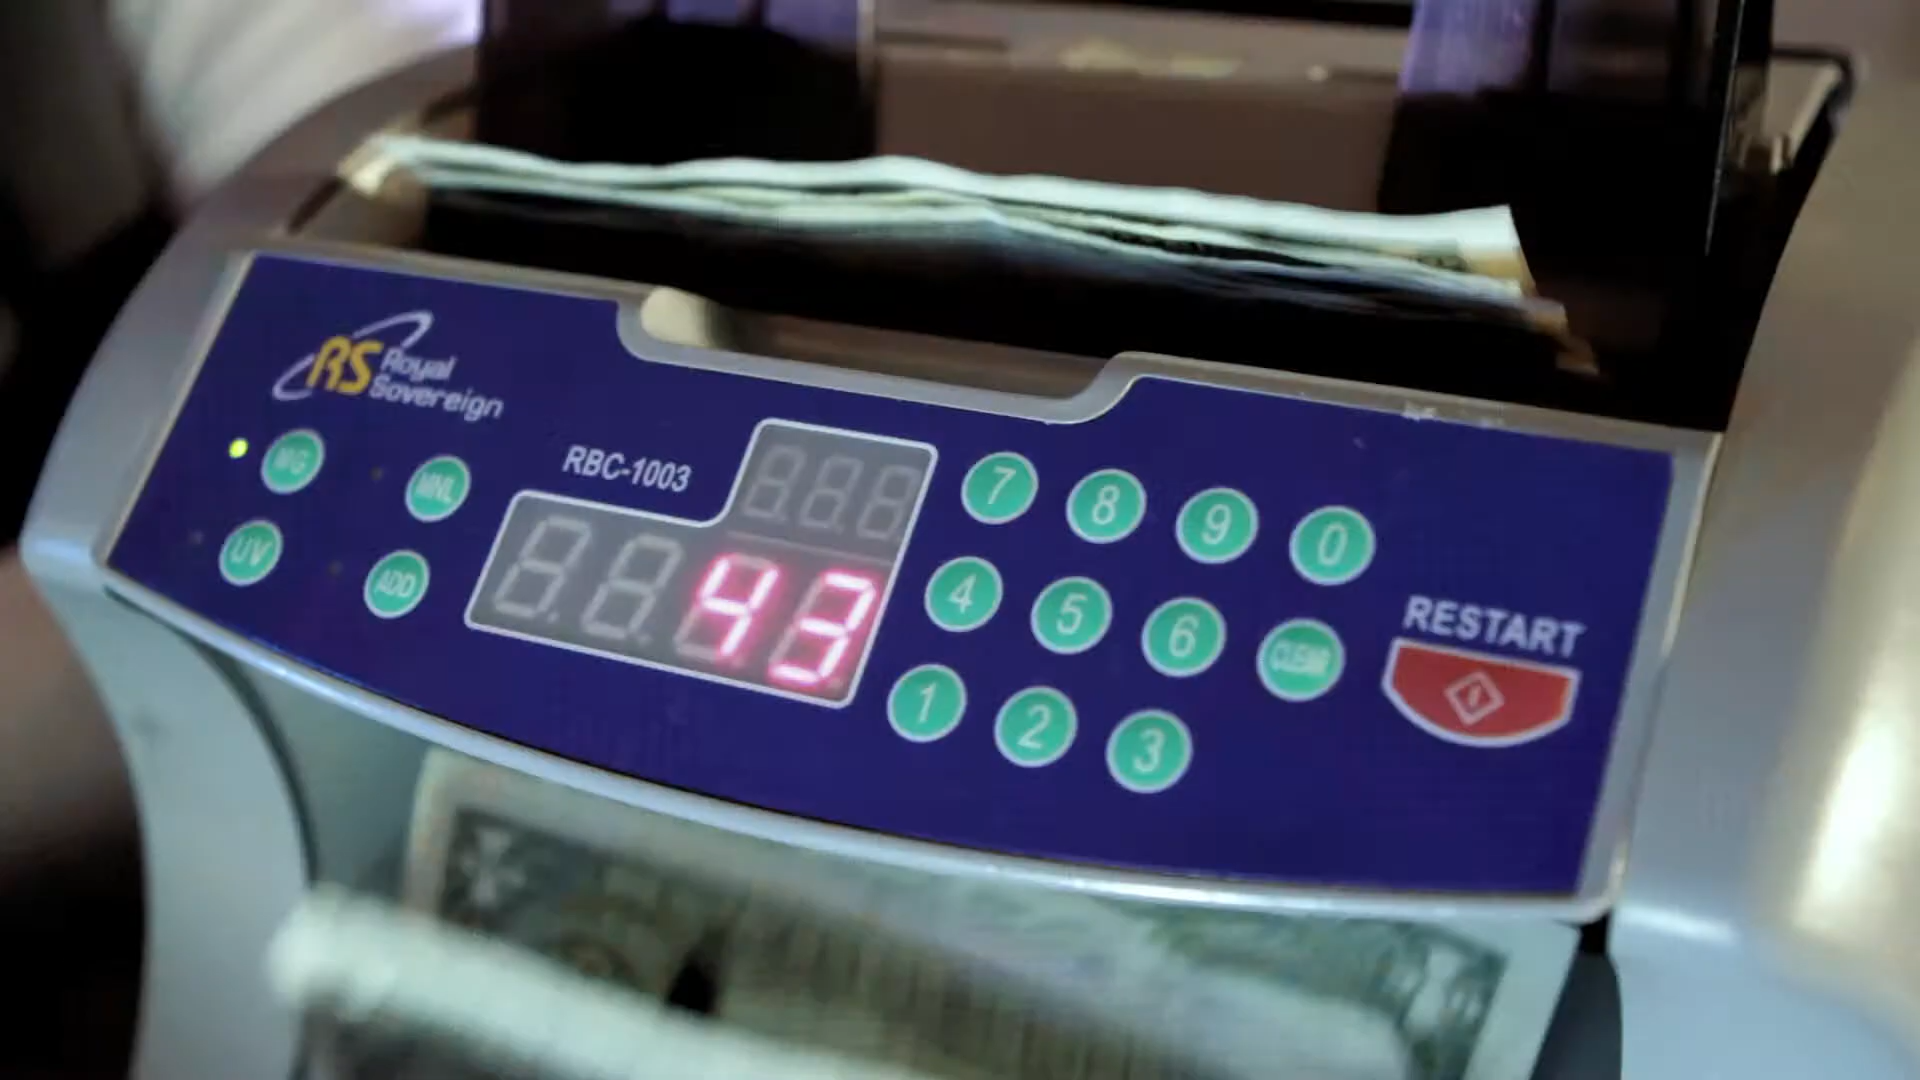 RS Royal
Sovereign
MG
MNL
UV
ADD
RBC-1003
43
7 8 9 0
4 5 6 CLEAR
1 2 3
RESTART